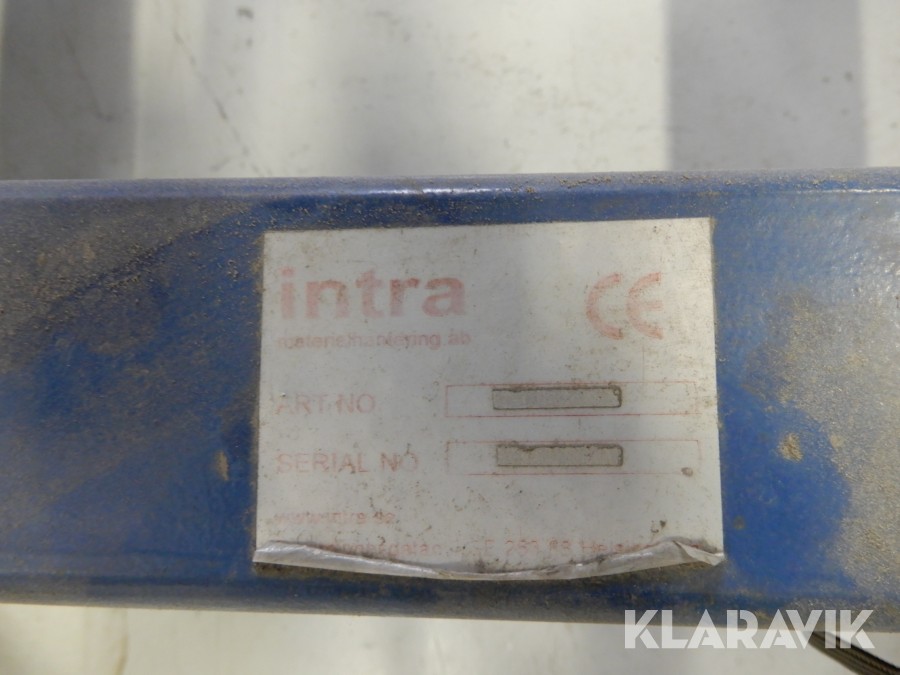 intra
CE
materialhantering ab
ART NO
SERIAL NO
www.intra.se
KLARAVIK